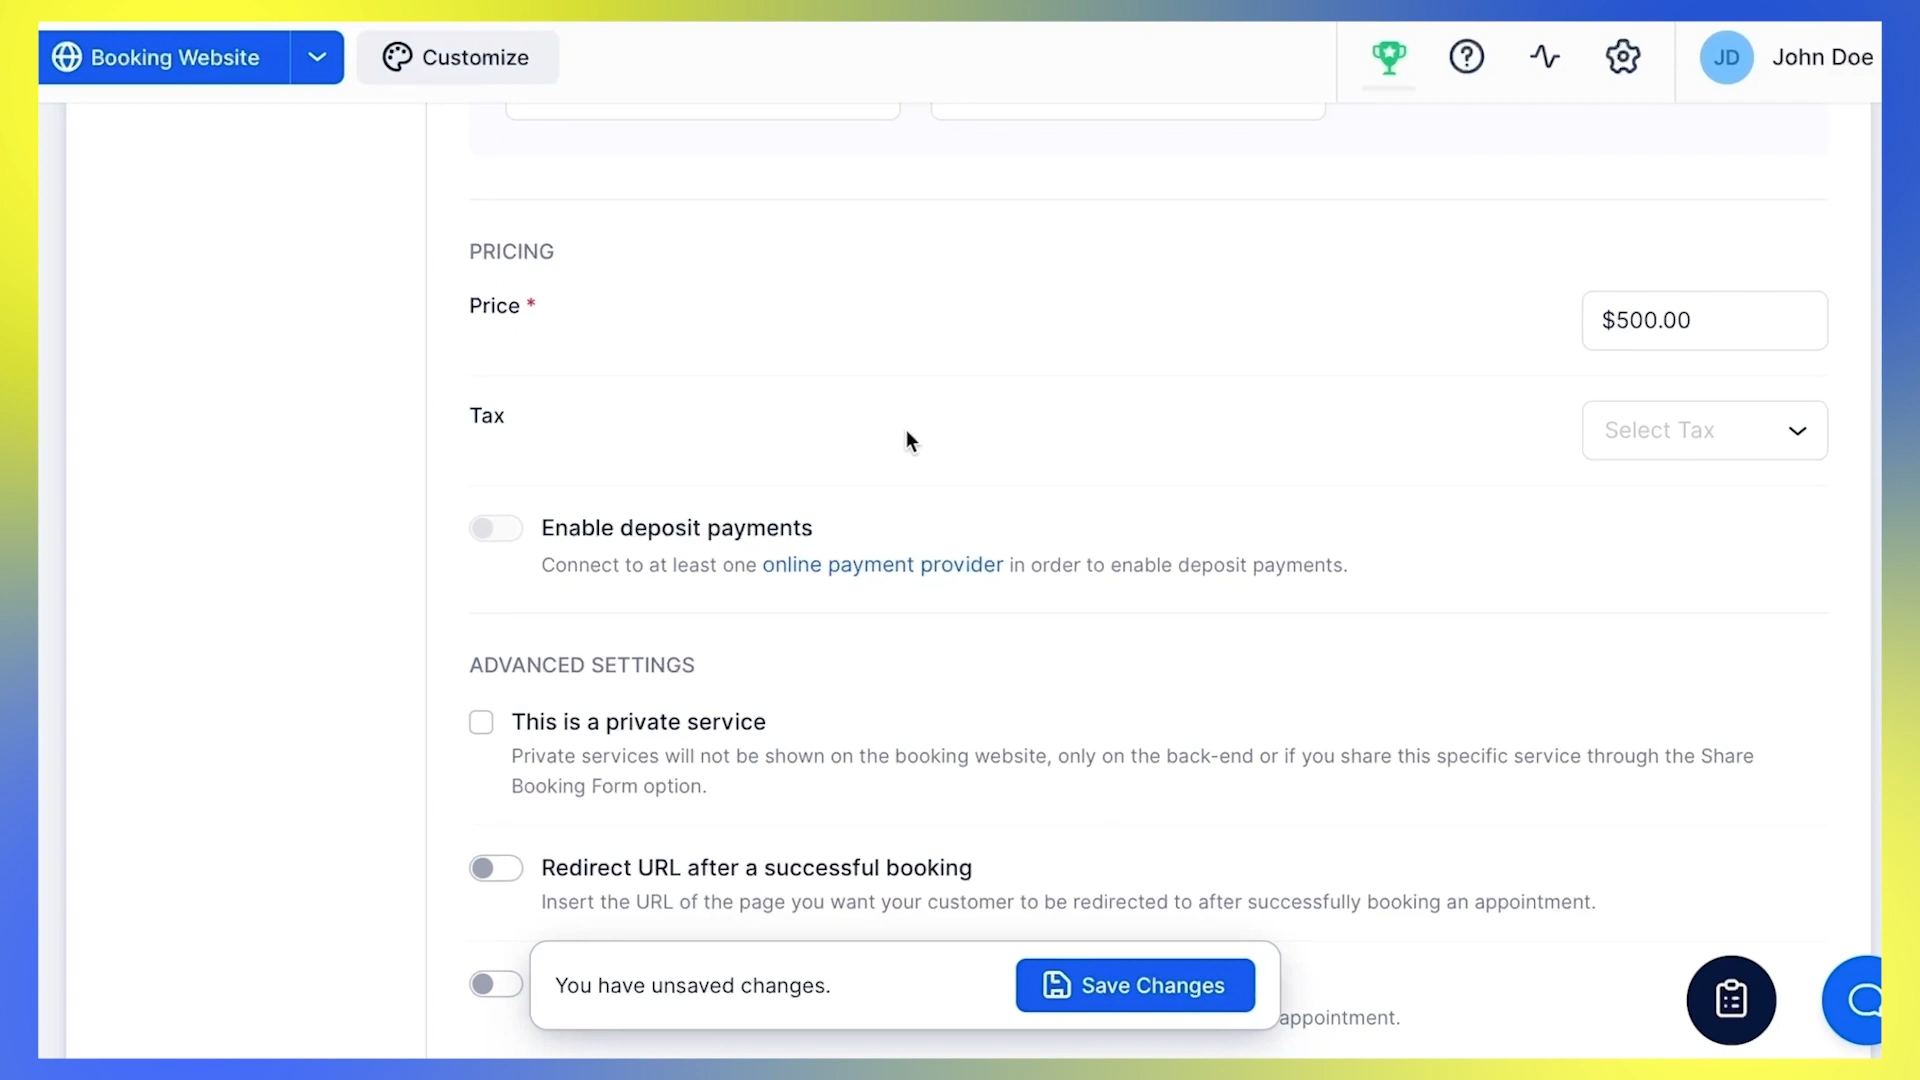 Booking Website
Customize
JD
John Doe
PRICING
Price *
$500.00
Tax
Select Tax
Enable deposit payments
Connect to at least one online payment provider in order to enable deposit payments.
ADVANCED SETTINGS
This is a private service
Private services will not be shown on the booking website, only on the back-end or if you share this specific service through the Share
Booking Form option.
Redirect URL after a successful booking
Insert the URL of the page you want your customer to be redirected to after successfully booking an appointment.
You have unsaved changes.
Save Changes
appointment.